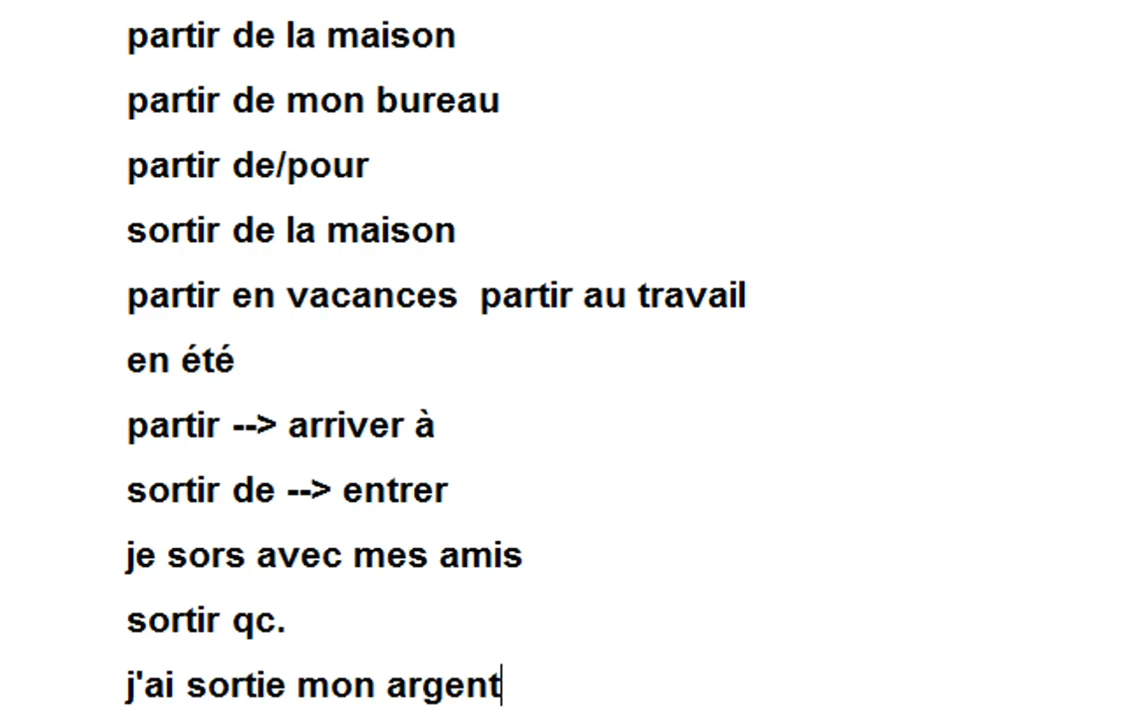 partir de la maison
partir de mon bureau
partir de/pour
sortir de la maison
partir en vacances  partir au travail
en été
partir --> arriver à
sortir de --> entrer
je sors avec mes amis
sortir qc.
j'ai sortie mon argent